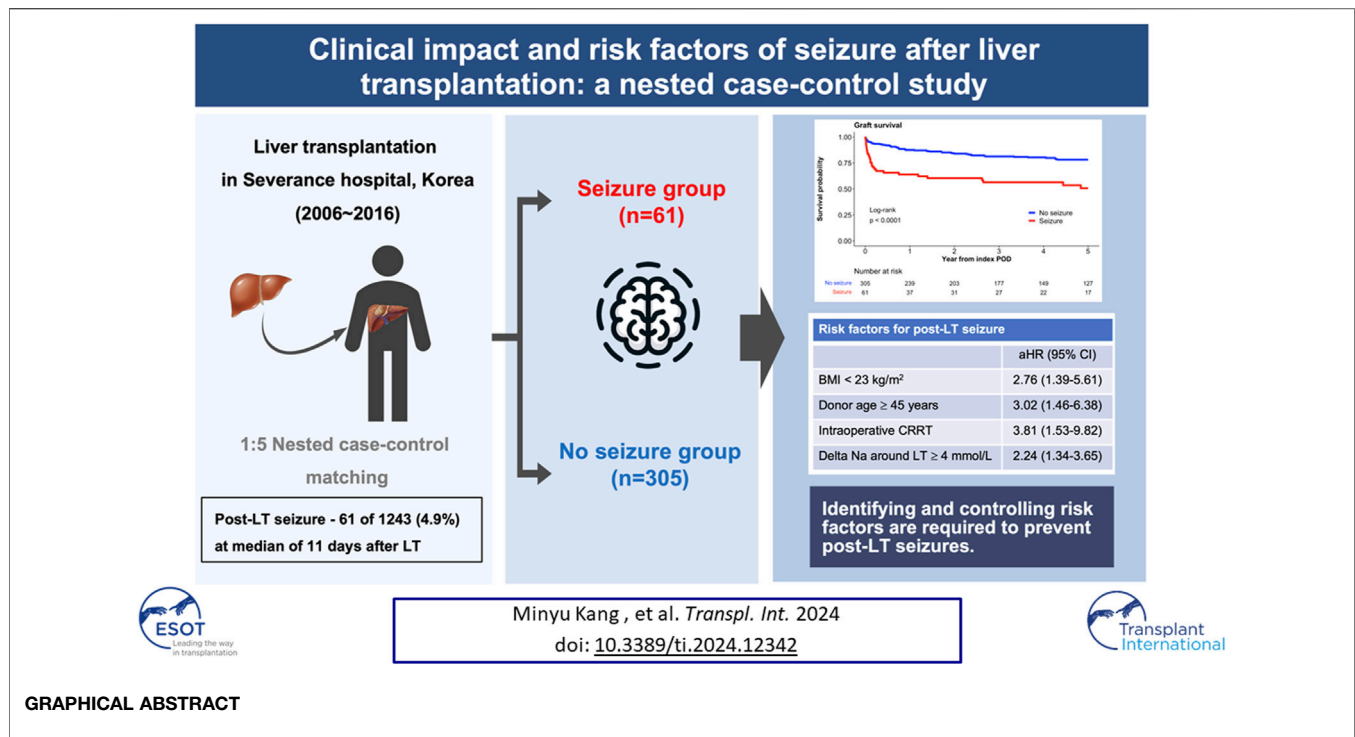 Clinical impact and risk factors of seizure after liver
transplantation: a nested case-control study
Liver transplantation
in Severance hospital, Korea
(2006~2016)
1:5 Nested case-control
matching
Post-LT seizure - 61 of 1243 (4.9%)
at median of 11 days after LT
Seizure group
(n=61)
No seizure group
(n=305)
Graft survival
Survival probability
1.00
0.75
0.50
0.25
0.00
Log-rank
p < 0.0001
No seizure
Seizure
0 1 2 3 4 5
Year from index POD
Number at risk
No seizure 305 239 203 177 149 127
Seizure 61 37 31 27 22 17
Risk factors for post-LT seizure
aHR (95% CI)
BMI < 23 kg/m² 2.76 (1.39-5.61)
Donor age ≥ 45 years 3.02 (1.46-6.38)
Intraoperative CRRT 3.81 (1.53-9.82)
Delta Na around LT ≥ 4 mmol/L 2.24 (1.34-3.65)
Identifying and controlling risk
factors are required to prevent
post-LT seizures.
ESOT
Leading the way
in transplantation
Minyu Kang , et al. Transpl. Int. 2024
doi: 10.3389/ti.2024.12342
Transplant
International
GRAPHICAL ABSTRACT